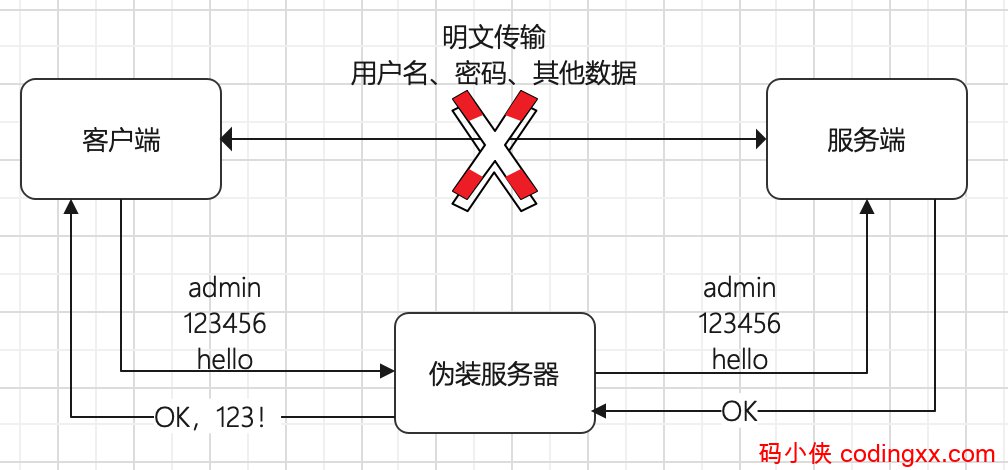 明文传输
用户名、密码、其他数据
客户端
服务端
admin
123456
hello
admin
123456
hello
伪装服务器
OK，123！
OK
码小侠 codingxx.com